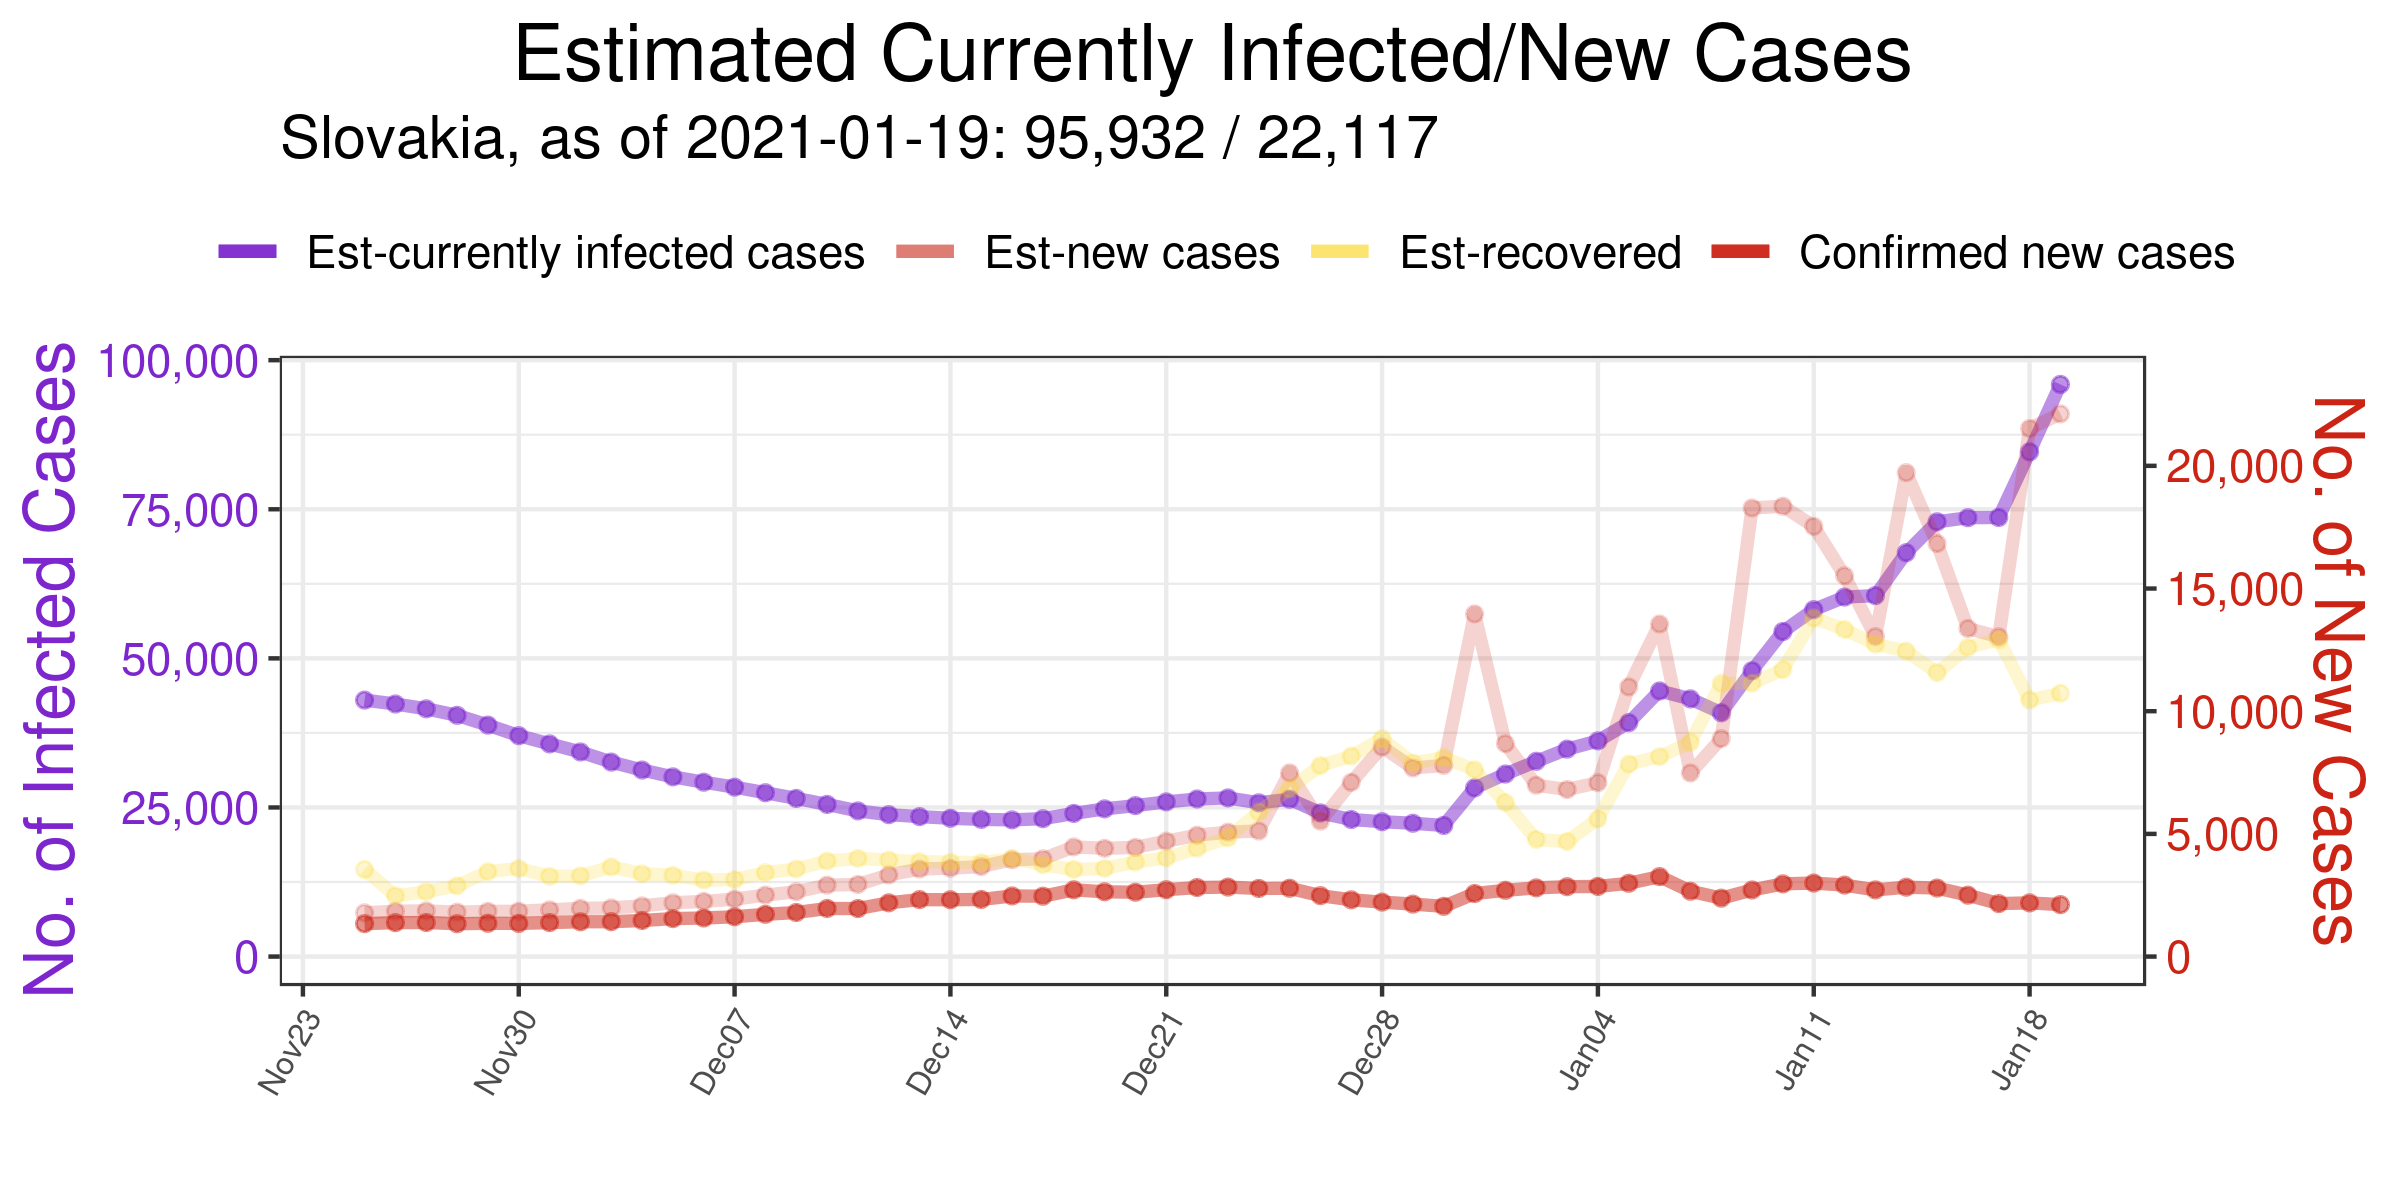 Estimated Currently Infected/New Cases
Slovakia, as of 2021-01-19: 95,932 / 22,117
Est-currently infected cases Est-new cases Est-recovered Confirmed new cases
No. of Infected Cases
100,000
75,000
50,000
25,000
0
20,000
15,000
10,000
5,000
0
No. of New Cases
Nov23 Nov30 Dec07 Dec14 Dec21 Dec28 Jan04 Jan11 Jan18